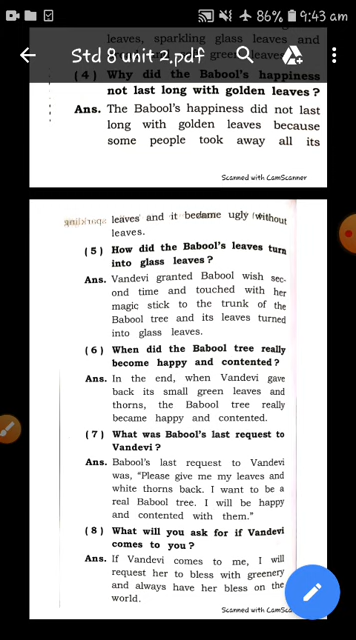 86% 9:43 am
Std 8 unit 2.pdf
leaves, sparkling glass leaves and
green leaves
(4) Why did the Babool's happiness
not last long with golden leaves ?
Ans. The Babool's happiness did not last
long with golden leaves because
some people took away all its
Scanned with CamScanner
leaves and it became ugly without
leaves.
(5) How did the Babool's leaves turn
into glass leaves ?
Ans. Vandevi granted Babool wish sec-
ond time and touched with her
magic stick to the trunk of the
Babool tree and its leaves turned
into glass leaves.
(6) When did the Babool tree really
become happy and contented ?
Ans. In the end, when Vandevi gave
back its small green leaves and
thorns, the Babool tree really
became happy and contented.
(7) What was Babool's last request to
Vandevi ?
Ans. Babool's last request to Vandevi
was, “Please give me my leaves and
white thorns back. I want to be a
real Babool tree. I will be happy
and contented with them.”
(8) What will you ask for if Vandevi
comes to you ?
Ans. If Vandevi comes to me, I will
request her to bless with greenery
and always have her bless on the
world.
Scanned with CamSca